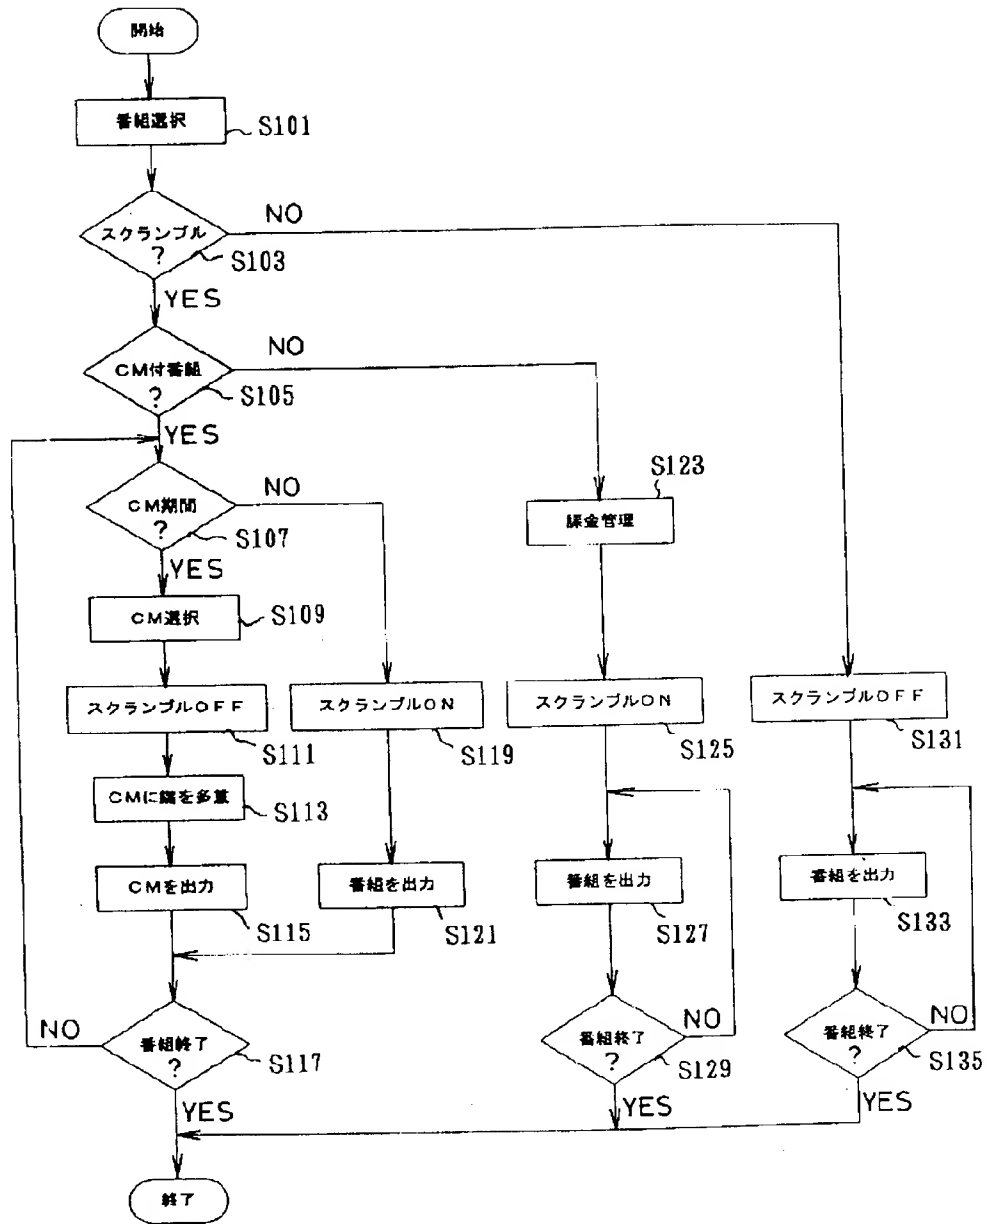 開始
番組選択
S101
スクランブル
?
S103
NO
YES
CM付番組
?
S105
NO
YES
CM期間
?
S107
NO
YES
S123
課金管理
CM選択
S109
スクランブルOFF
S111
スクランブルON
S119
スクランブルON
S125
スクランブルOFF
S131
CMに鍵を多重
S113
CMを出力
S115
番組を出力
S121
番組を出力
S127
番組を出力
S133
番組終了
?
S117
NO
YES
番組終了
?
S129
NO
YES
番組終了
?
S135
NO
YES
終了